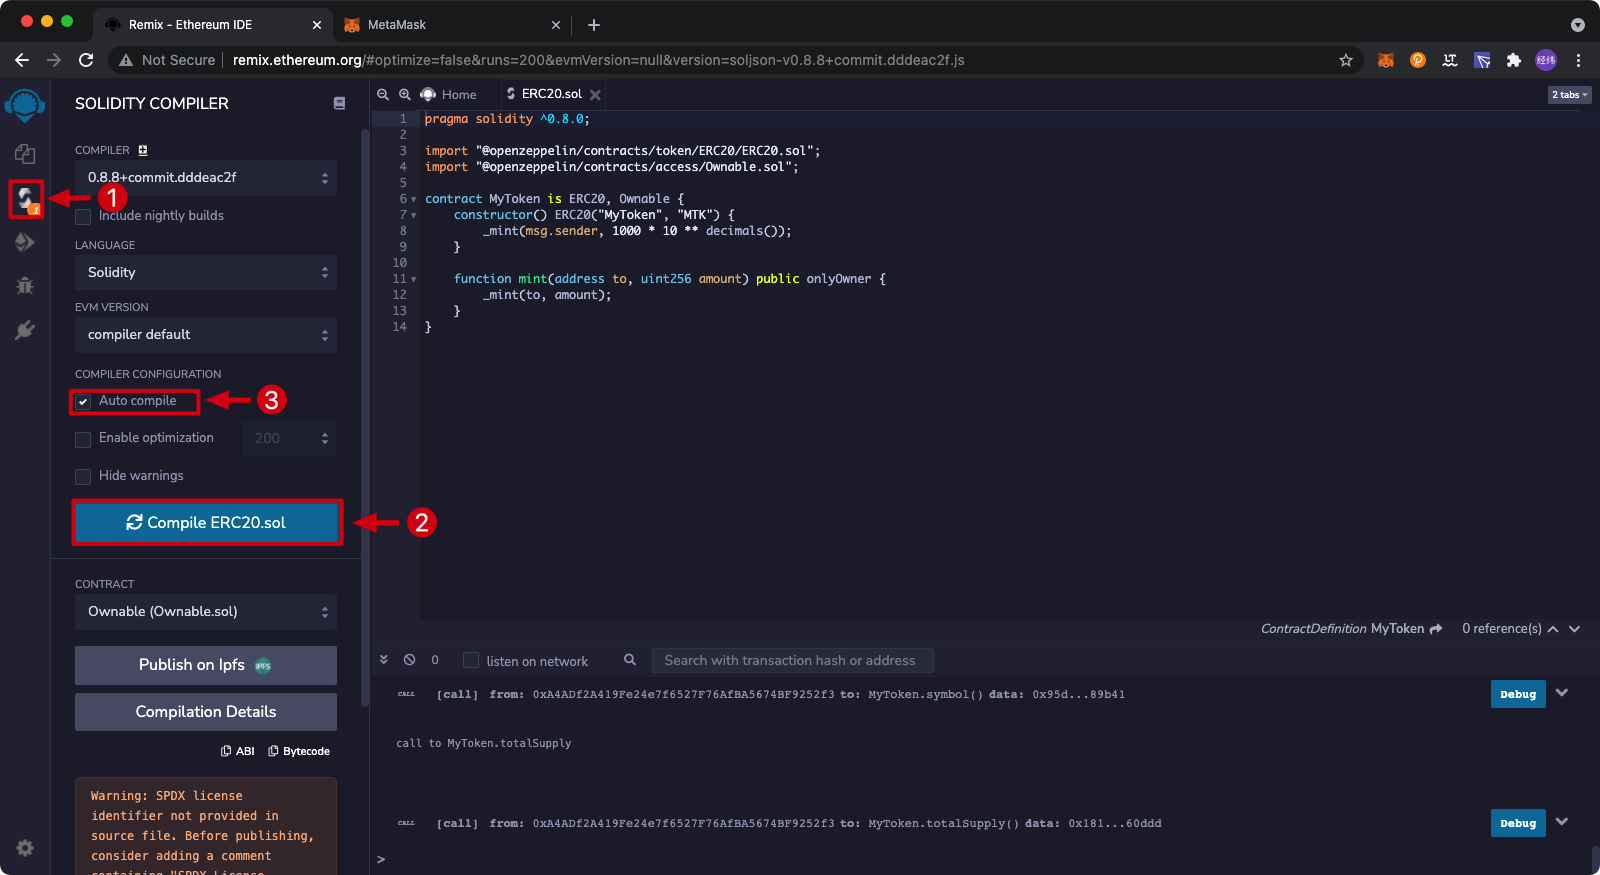 Remix - Ethereum IDE
MetaMask
Not Secure | remix.ethereum.org/#optimize=false&runs=200&evmVersion=null&version=soljson-v0.8.8+commit.dddeac2f.js
经纬
SOLIDITY COMPILER
COMPILER
0.8.8+commit.dddeac2f
1
1
Include nightly builds
LANGUAGE
Solidity
EVM VERSION
compiler default
COMPILER CONFIGURATION
Auto compile
3
Enable optimization
200
Hide warnings
Compile ERC20.sol
2
CONTRACT
Ownable (Ownable.sol)
Publish on Ipfs
IPFS
Compilation Details
ABI
Bytecode
Warning: SPDX license
identifier not provided in
source file. Before publishing,
consider adding a comment
containing "SPDX-License-
Home
ERC20.sol
2 tabs
1 pragma solidity ^0.8.0;
2
3 import "@openzeppelin/contracts/token/ERC20/ERC20.sol";
4 import "@openzeppelin/contracts/access/Ownable.sol";
5
6 contract MyToken is ERC20, Ownable {
7 constructor() ERC20("MyToken", "MTK") {
8 _mint(msg.sender, 1000 * 10 ** decimals());
9 }
10
11 function mint(address to, uint256 amount) public onlyOwner {
12 _mint(to, amount);
13 }
14 }
ContractDefinition MyToken
0 reference(s)
0
listen on network
Search with transaction hash or address
CALL [call] from: 0xA4ADf2A419Fe24e7f6527F76AfBA5674BF9252f3 to: MyToken.symbol() data: 0x95d...89b41
Debug
call to MyToken.totalSupply
CALL [call] from: 0xA4ADf2A419Fe24e7f6527F76AfBA5674BF9252f3 to: MyToken.totalSupply() data: 0x181...60ddd
Debug
>